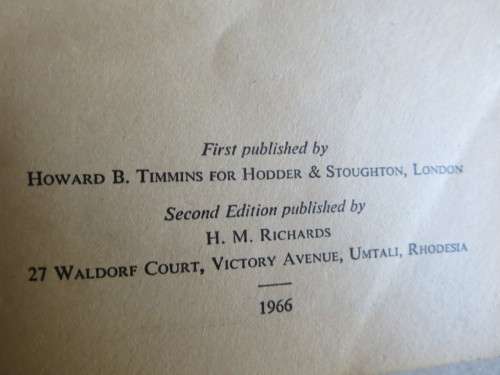 First published by
Howard B. Timmins for Hodder & Stoughton, London
Second Edition published by
H. M. Richards
27 Waldorf Court, Victory Avenue, Umtali, Rhodesia
1966